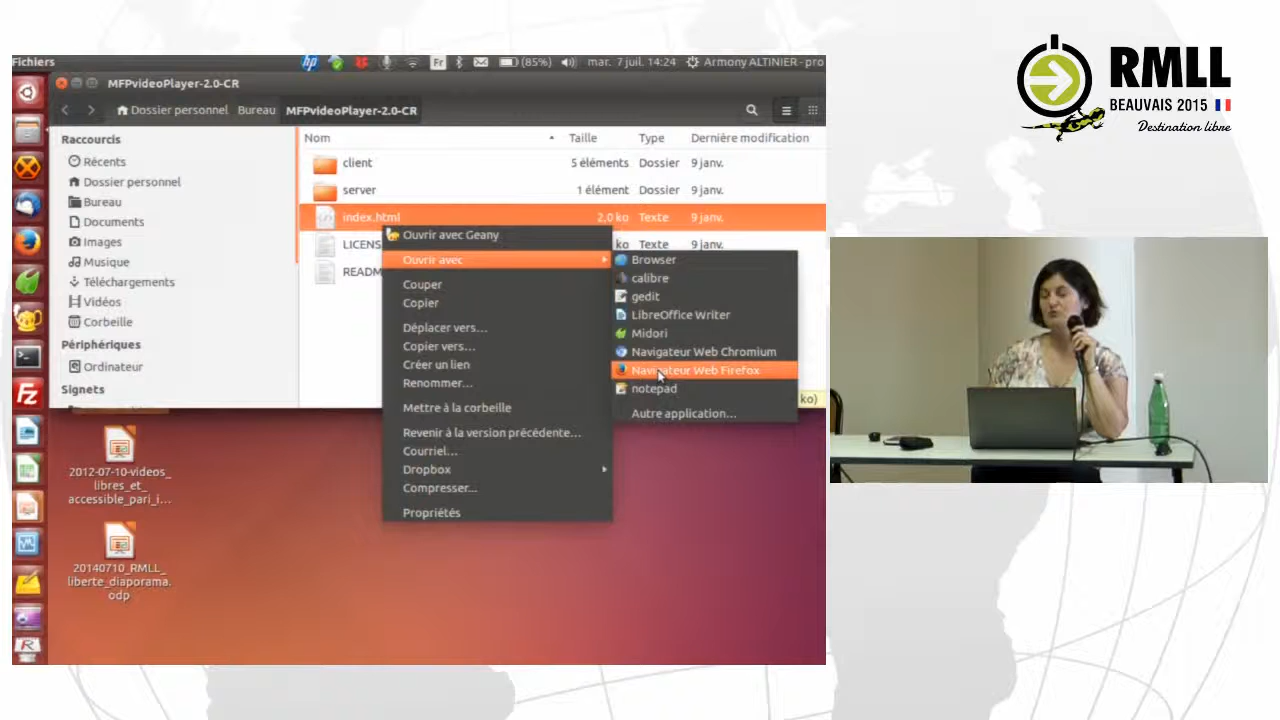 Fichiers
hp
Fr
(85%)
mar. 7 juil. 14:24
Armony ALTINIER - pro
MFPvideoPlayer-2.0-CR
Dossier personnel
Bureau
MFPvideoPlayer-2.0-CR
Raccourcis
Récents
Dossier personnel
Bureau
Documents
Images
Musique
Téléchargements
Vidéos
Corbeille
Périphériques
Ordinateur
Signets
Nom
Taille
Type
Dernière modification
client
5 éléments
Dossier
9 janv.
server
1 élément
Dossier
9 janv.
index.html
2,0 ko
Texte
9 janv.
LICENS
ko
Texte
9 janv.
READM
Ouvrir avec Geany
Ouvrir avec
Couper
Copier
Déplacer vers...
Copier vers...
Créer un lien
Renommer...
Mettre à la corbeille
Revenir à la version précédente...
Courriel...
Dropbox
Compresser...
Propriétés
Browser
calibre
gedit
LibreOffice Writer
Midori
Navigateur Web Chromium
Navigateur Web Firefox
notepad
Autre application...
ko)
2012-07-10-videos_
libres_et_
accessible_pari_i...
20140710_RMLL_
liberte_diaporama.
odp
RMLL
BEAUVAIS 2015
Destination libre